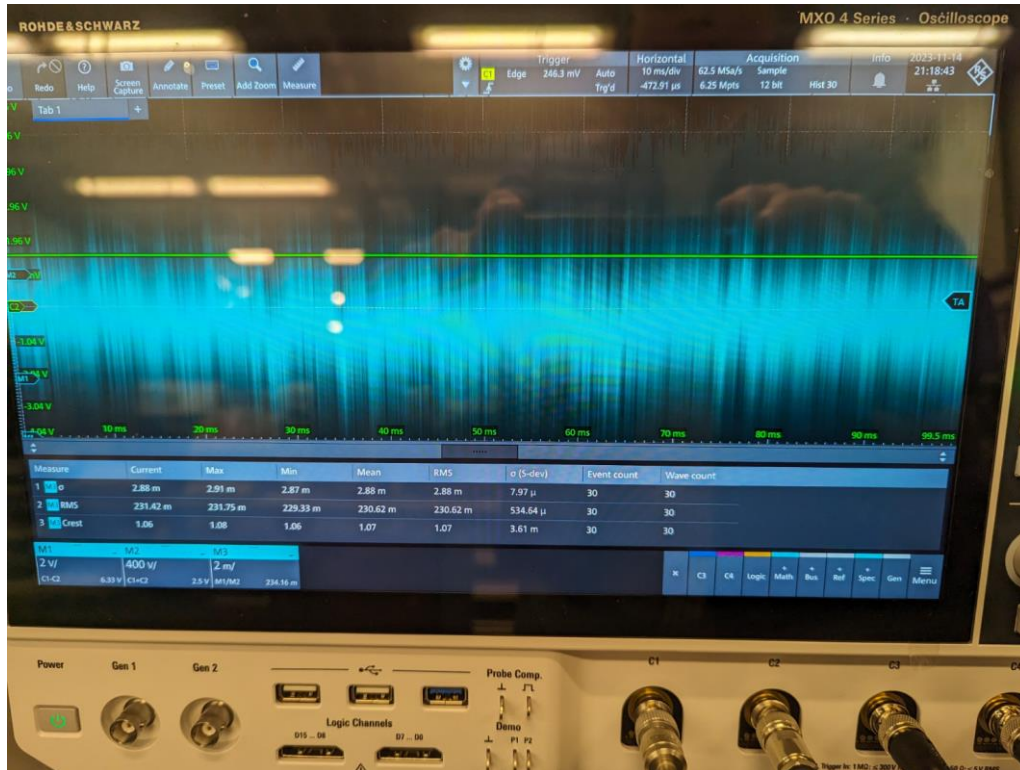 ROHDE&SCHWARZ
MXO 4 Series · Oscilloscope
Redo
Help
Screen Capture
Annotate
Preset
Add Zoom
Measure
C1
Edge
Trigger
246.3 mV
Auto
Trg'd
Horizontal
10 ms/div
-472.91 µs
Acquisition
62.5 MSa/s
Sample
6.25 Mpts
12 bit
Hist 30
Info
2023-11-14
21:18:43
Tab 1
+
M2
C2
TA
-1.04 V
M1
-3.04 V
10 ms
20 ms
30 ms
40 ms
50 ms
60 ms
70 ms
80 ms
90 ms
99.5 ms
Measure Current Max Min Mean RMS σ (S-dev) Event count Wave count
1 σ 2.88 m 2.91 m 2.87 m 2.88 m 2.88 m 7.97 µ 30 30
2 RMS 231.42 m 231.75 m 229.33 m 230.62 m 230.62 m 534.64 µ 30 30
3 Crest 1.06 1.08 1.06 1.07 1.07 3.61 m 30 30
M1
2 V/
C1-C2 6.33 V
M2
400 V/
2.5 V
M3
2 m/
M1/M2 234.16 m
C3
C4
Logic
Math
Bus
Ref
Spec
Gen
Menu
Power
Gen 1
Gen 2
Probe Comp.
Logic Channels
D15 ... D8
D7 ... D0
Demo
P1 P2
C1
C2
C3
C4